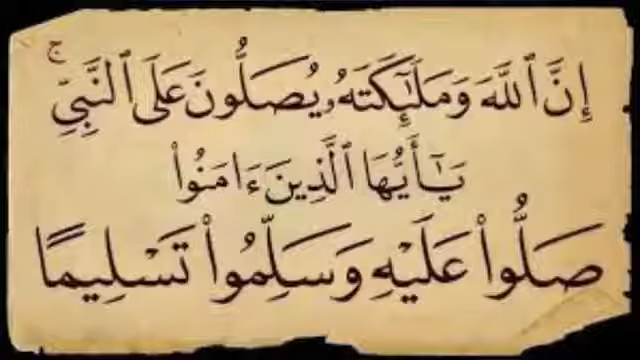 إِنَّ ٱللَّهَ وَمَلَٰٓئِكَتَهُۥ يُصَلُّونَ عَلَى ٱلنَّبِيِّۚ
يَٰٓأَيُّهَا ٱلَّذِينَ ءَامَنُوا۟
صَلُّوا۟ عَلَيْهِ وَسَلِّمُوا۟ تَسْلِيمًا